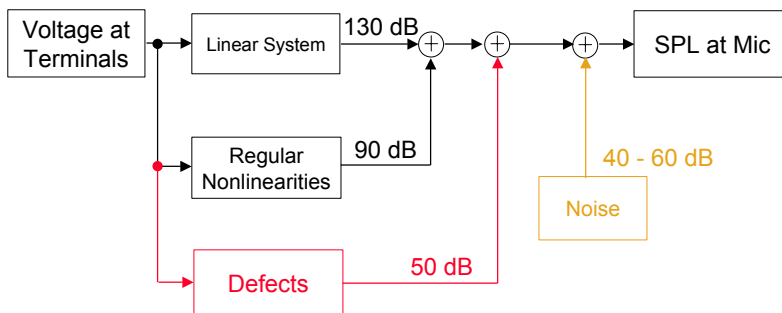 Voltage at
Terminals
Linear System
130 dB
+
+
+
SPL at Mic
Regular
Nonlinearities
90 dB
40 - 60 dB
Noise
Defects
50 dB